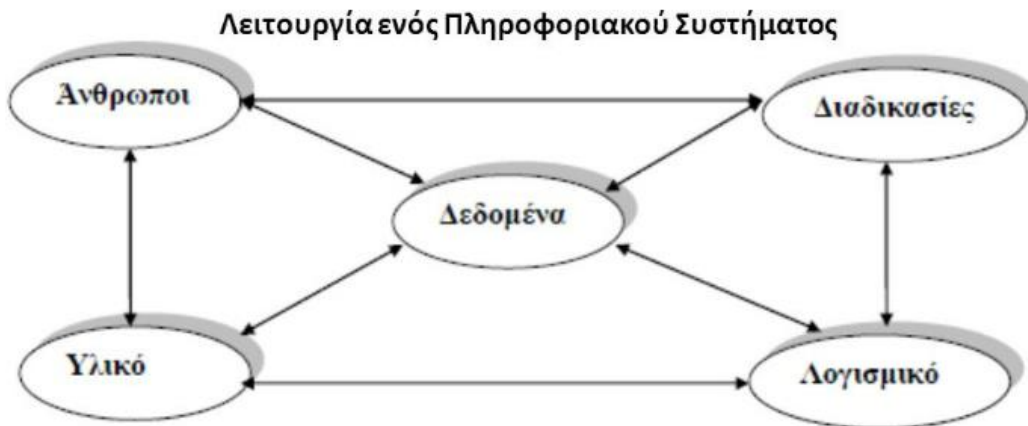 Λειτουργία ενός Πληροφοριακού Συστήματος
Άνθρωποι
Διαδικασίες
Δεδομένα
Υλικό
Λογισμικό